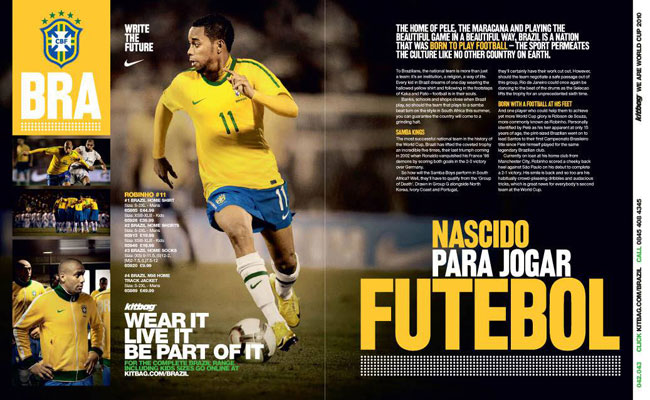 CBF
BRA
WRITE
THE
FUTURE
11
11
ROBINHO #11
#1 BRAZIL HOME SHIRT
#2 BRAZIL HOME SHORTS
#3 BRAZIL HOME SOCKS
#4 BRAZIL N98 HOME
TRACK JACKET
kitbag
WEAR IT
LIVE IT
BE PART OF IT
FOR THE COMPLETE BRAZIL RANGE
INCLUDING KIDS SIZES GO ONLINE AT
KITBAG.COM/BRAZIL
THE HOME OF PELE, THE MARACANA AND PLAYING THE
BEAUTIFUL GAME IN A BEAUTIFUL WAY, BRAZIL IS A NATION
THAT WAS BORN TO PLAY FOOTBALL – THE SPORT PERMEATES
THE CULTURE LIKE NO OTHER COUNTRY ON EARTH.
To Brazilians, the national team is more than just
a team: it's an institution, a religion, a way of life.
Every kid in Brazil dreams of one day wearing the
hallowed yellow shirt and following in the footsteps
of Kaka and Pato – football is in their souls.
Banks, schools and shops close when Brazil
play, so should the team that plays to a samba
beat turn on the style in South Africa this summer,
you can guarantee the country will come to a
grinding halt.
SAMBA KINGS
The most successful national team in the history of
the World Cup, Brazil has lifted the coveted trophy
an incredible five times, their last triumph coming
in 2002 when Ronaldo vanquished his France '98
demons by scoring both goals in the 2-0 victory
over Germany.
So how will the Samba Boys perform in South
Africa? Well, they'll have to qualify from the 'Group
of Death'. Drawn in Group G alongside North
Korea, Ivory Coast and Portugal,
they'll certainly have their work cut out. However,
should the team negotiate a safe passage out of
this group, Rio de Janeiro could once again be
dancing to the beat of the drums as the Selecao
lifts the trophy for an unprecedented sixth time.
BORN WITH A FOOTBALL AT HIS FEET
And one player who could help them to achieve
yet more World Cup glory is Robson de Souza,
more commonly known as Robinho. Personally
identified by Pele as his heir apparent at only 15
years of age, the pint-sized Brazilian went on to
lead Santos to their first Campeonato Brasileiro
title since Pele himself played for the same
legendary Brazilian club.
Currently on loan at his home club from
Manchester City, Robinho scored a cheeky back
heel against São Paulo on his debut to complete
a 2-1 victory. His smile is back and so too are his
habitually crowd-pleasing dribbles and audacious
tricks, which is great news for everybody's second
team at the World Cup.
NASCIDO
PARA JOGAR
FUTEBOL
kitbag WE ARE WORLD CUP 2010
042.043 CLICK KITBAG.COM/BRAZIL CALL 0845 408 4345